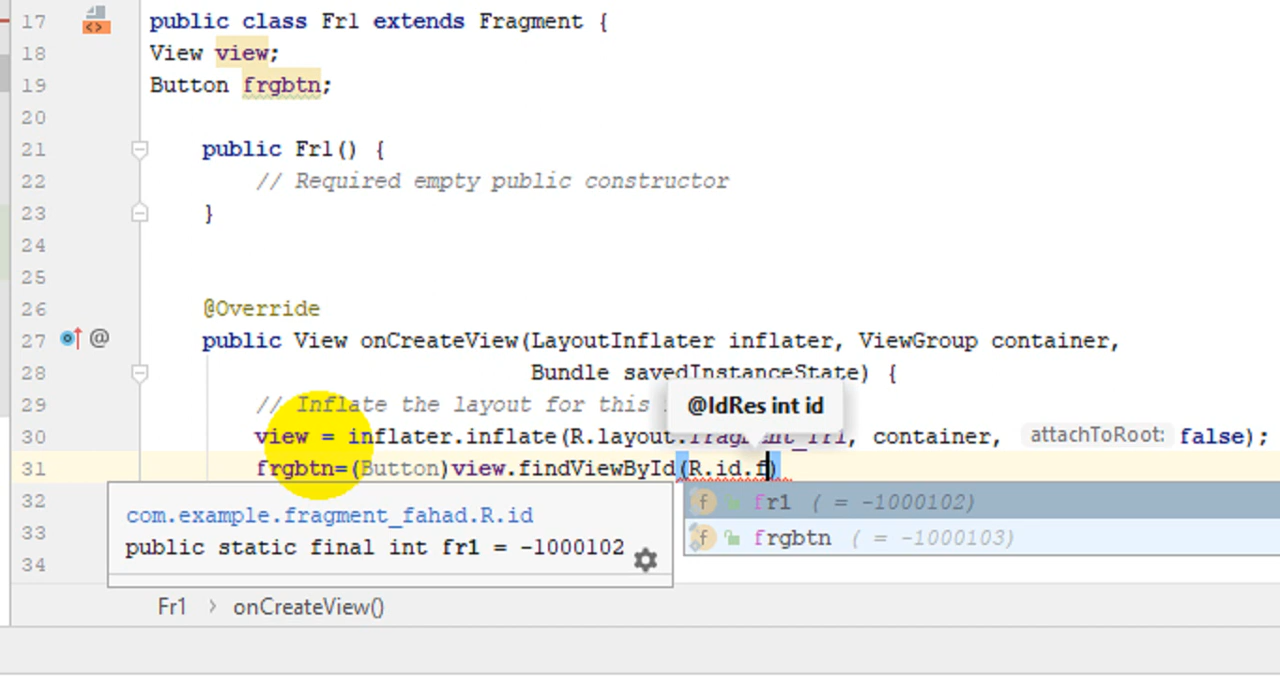 17 public class Fr1 extends Fragment {
18 View view;
19 Button frgbtn;
20
21 public Fr1() {
22 // Required empty public constructor
23 }
24
25
26 @Override
27 @ public View onCreateView(LayoutInflater inflater, ViewGroup container,
28 Bundle savedInstanceState) {
29 // Inflate the layout for this
@IdRes int id
30 view = inflater.inflate(R.layout.fragment_fr1, container, attachToRoot: false);
31 frgbtn=(Button)view.findViewById(R.id.f)
32
33
34
com.example.fragment_fahad.R.id
public static final int fr1 = -1000102
f fr1 ( = -1000102)
f frgbtn ( = -1000103)
Fr1 > onCreateView()